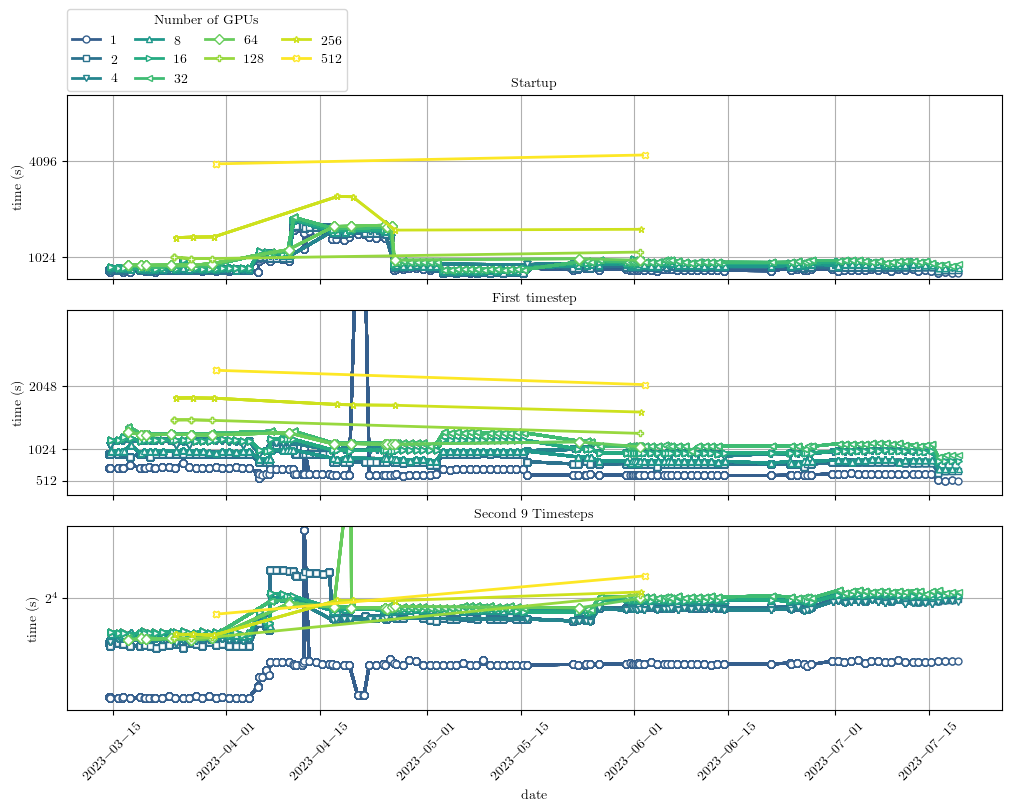 Number of GPUs
1 8 64 256
2 16 128 512
4 32
Startup
time (s)
4096
1024
First timestep
time (s)
2048
1024
512
Second 9 Timesteps
time (s)
2^4
2023−03−15 2023−04−01 2023−04−15 2023−05−01 2023−05−15 2023−06−01 2023−06−15 2023−07−01 2023−07−15
date